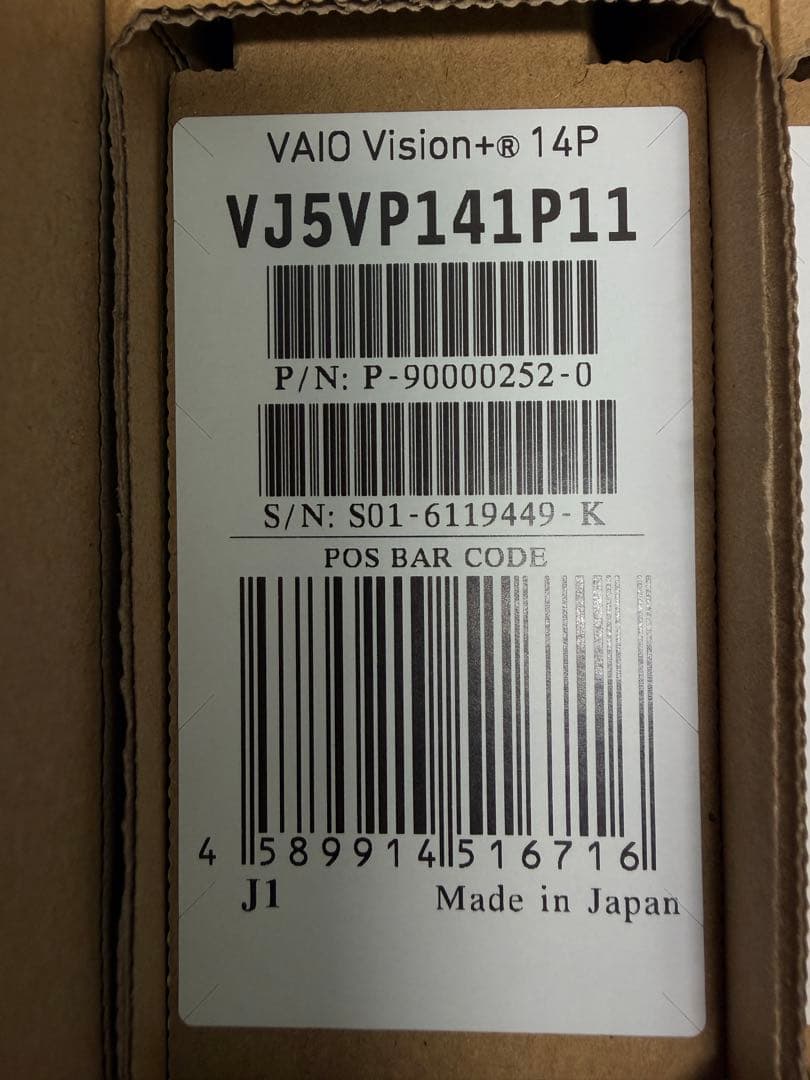 VAIO Vision+® 14P
VJ5VP141P11
P/N: P-90000252-0
S/N: S01-6119449-K
POS BAR CODE
4 589914 516716
J1 Made in Japan